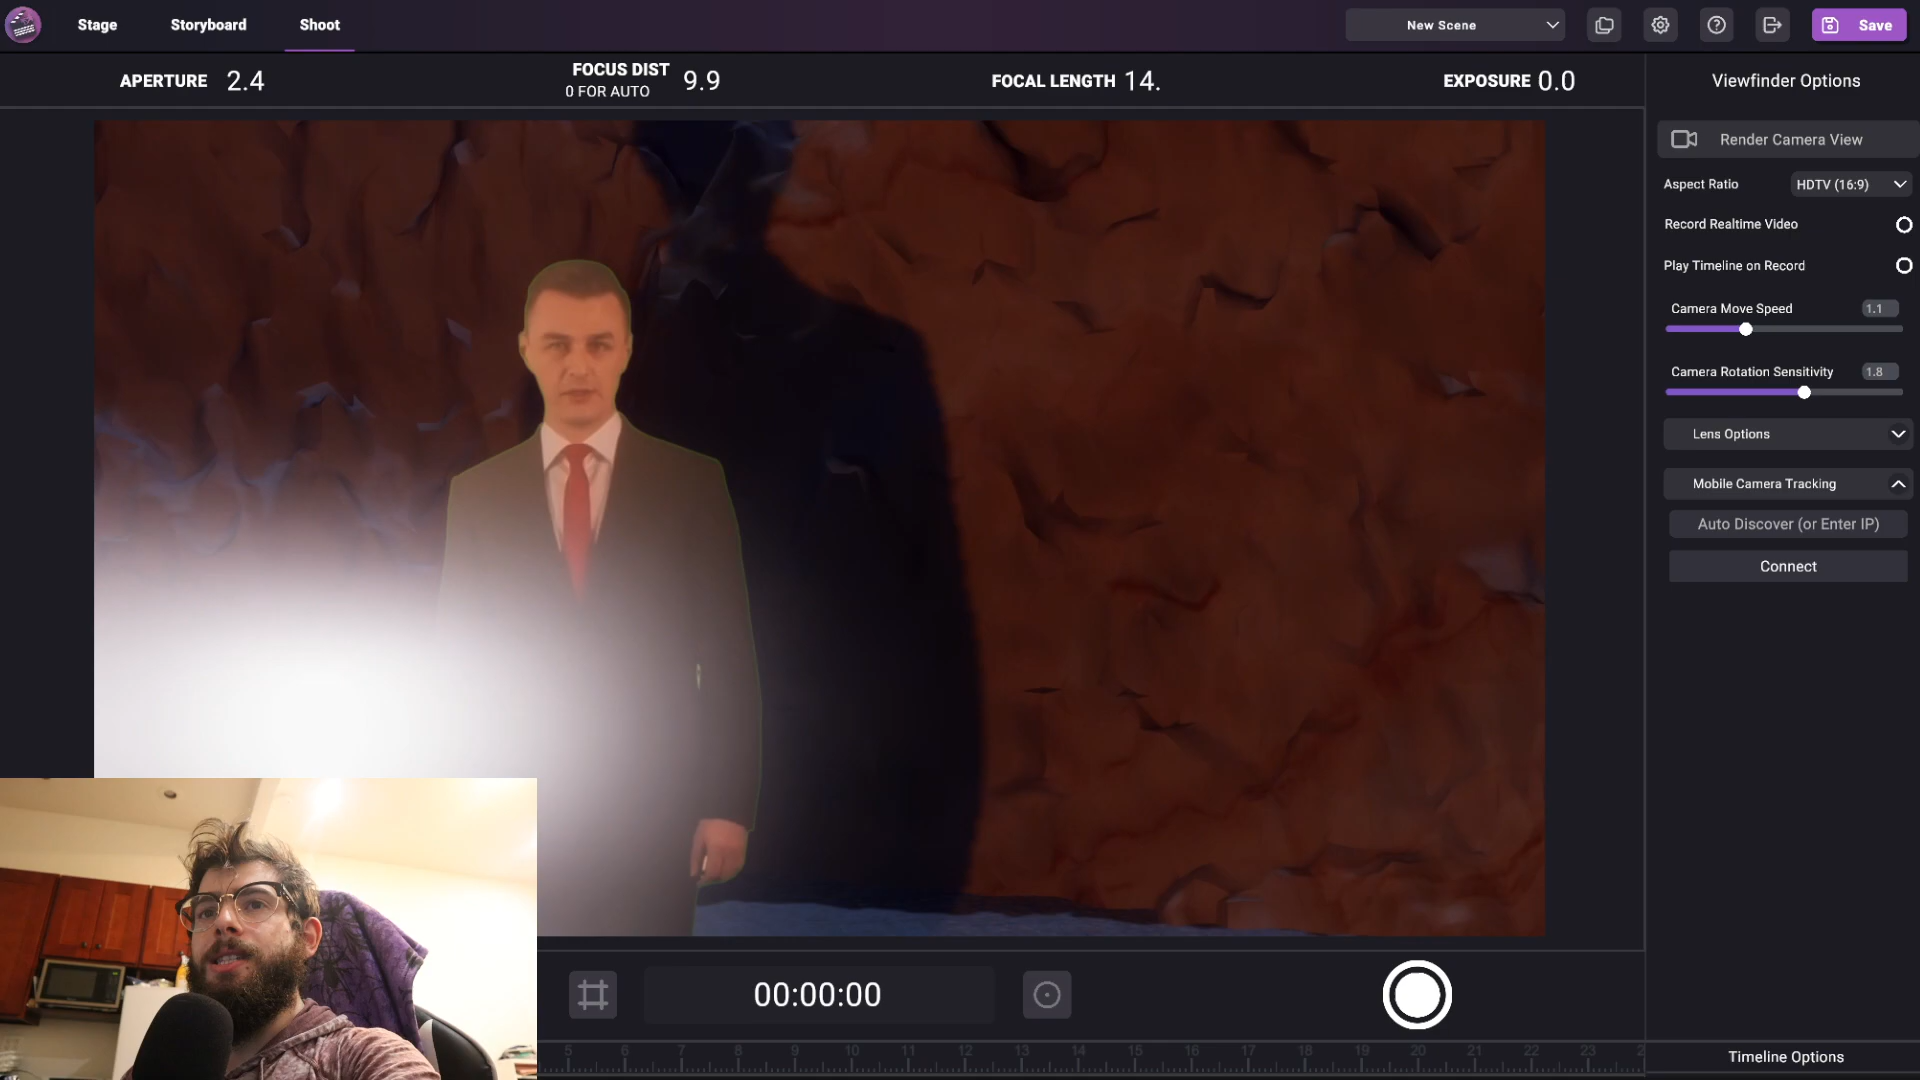 Stage
Storyboard
Shoot
New Scene
Save
APERTURE 2.4
FOCUS DIST
0 FOR AUTO
9.9
FOCAL LENGTH 14.
EXPOSURE 0.0
Viewfinder Options
Render Camera View
Aspect Ratio
HDTV (16:9)
Record Realtime Video
Play Timeline on Record
Camera Move Speed
1.1
Camera Rotation Sensitivity
1.8
Lens Options
Mobile Camera Tracking
Auto Discover (or Enter IP)
Connect
00:00:00
5 6 7 8 9 10 11 12 13 14 15 16 17 18 19 20 21 22 23
Timeline Options